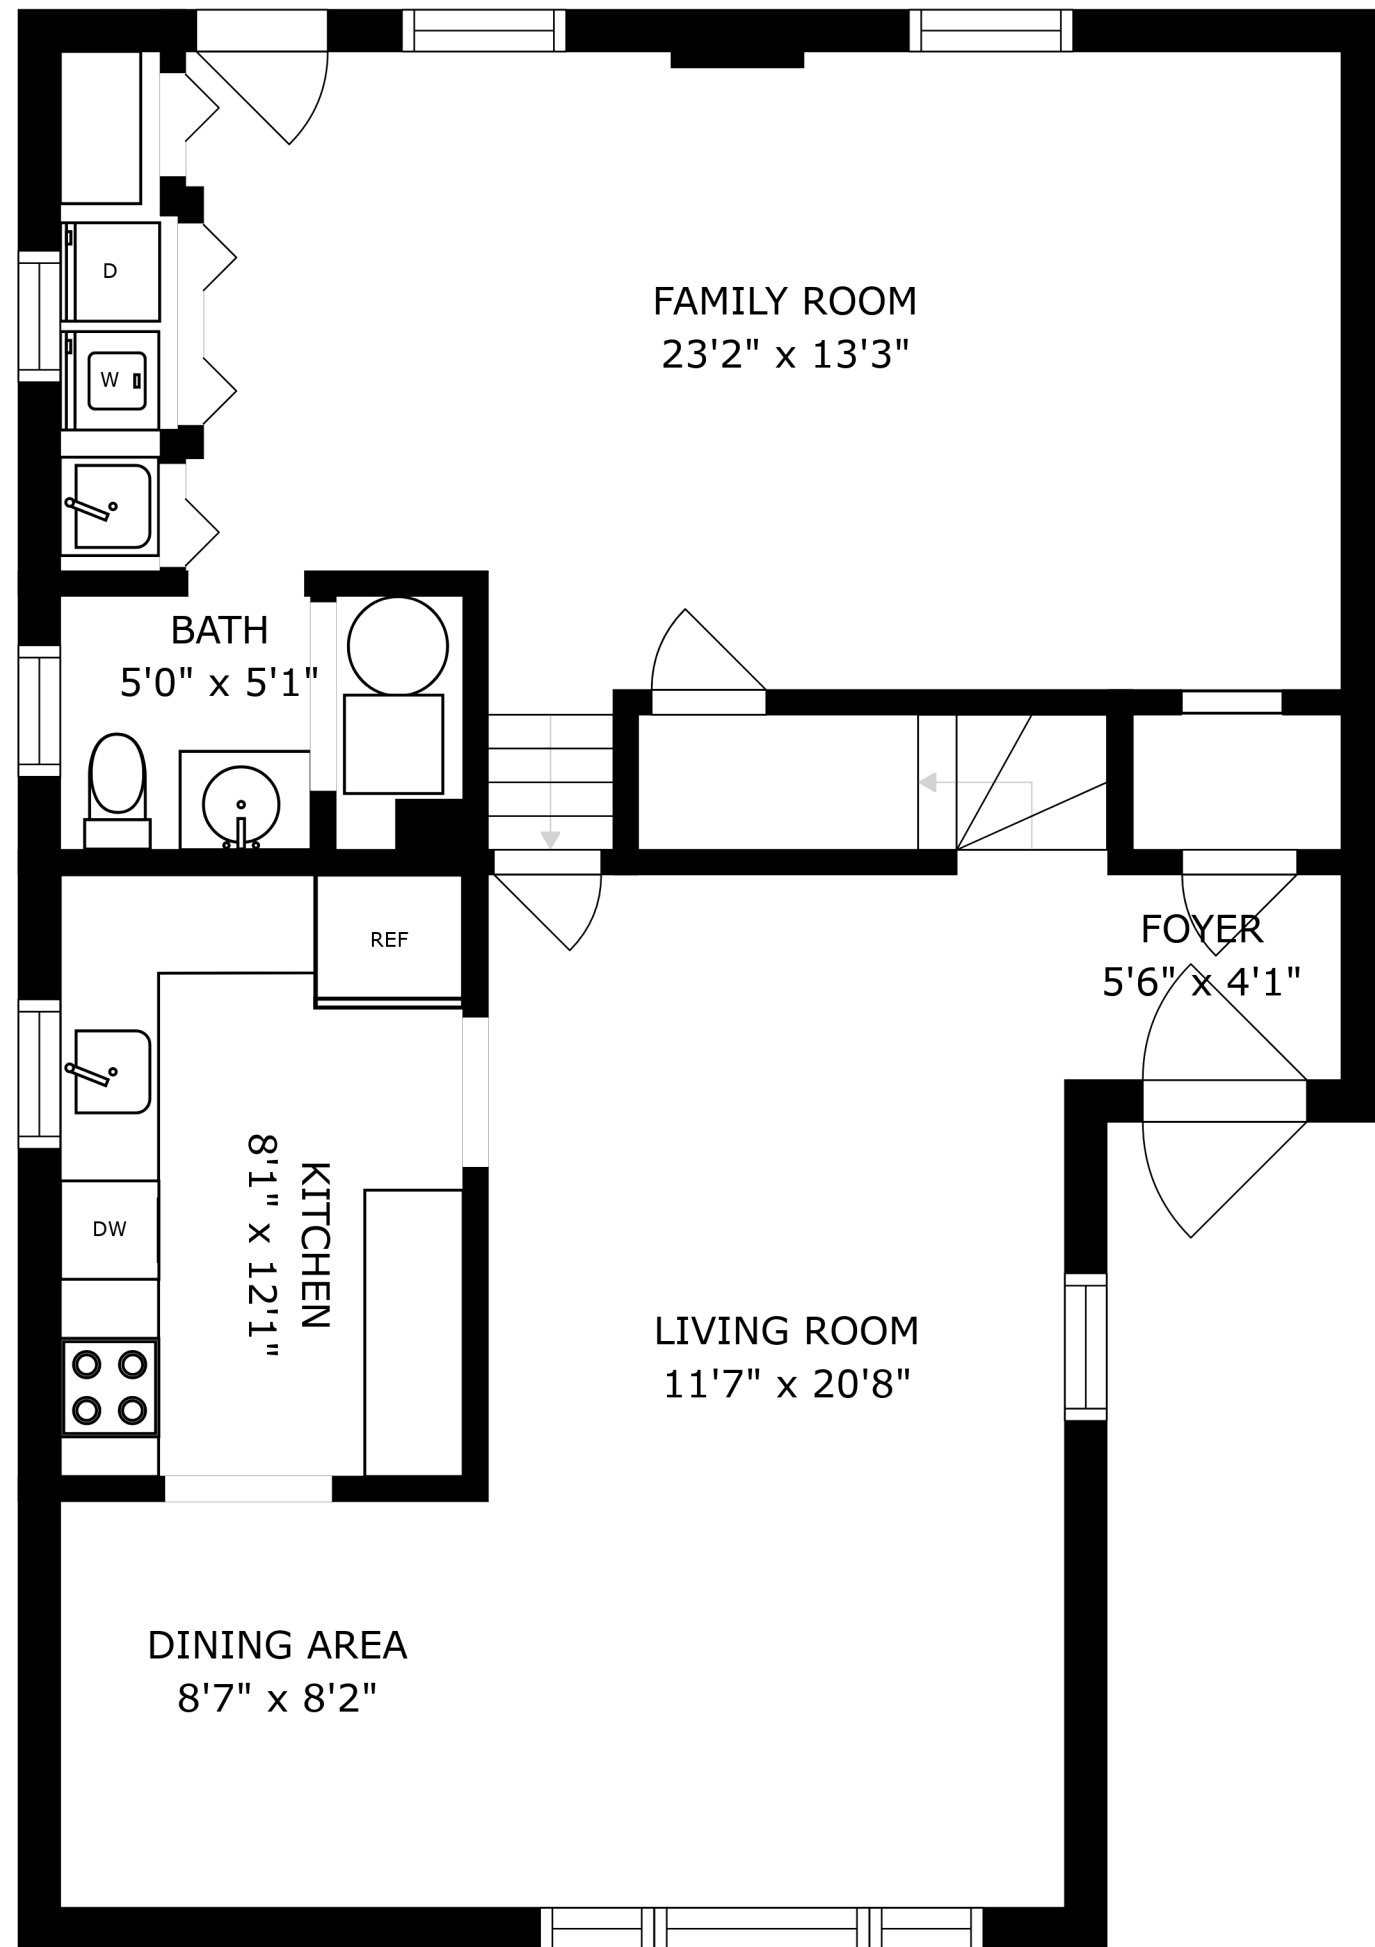 D
FAMILY ROOM
23'2" x 13'3"
W
BATH
5'0" x 5'1"
REF
FOYER
5'6" x 4'1"
KITCHEN
8'1" x 12'1"
DW
LIVING ROOM
11'7" x 20'8"
DINING AREA
8'7" x 8'2"